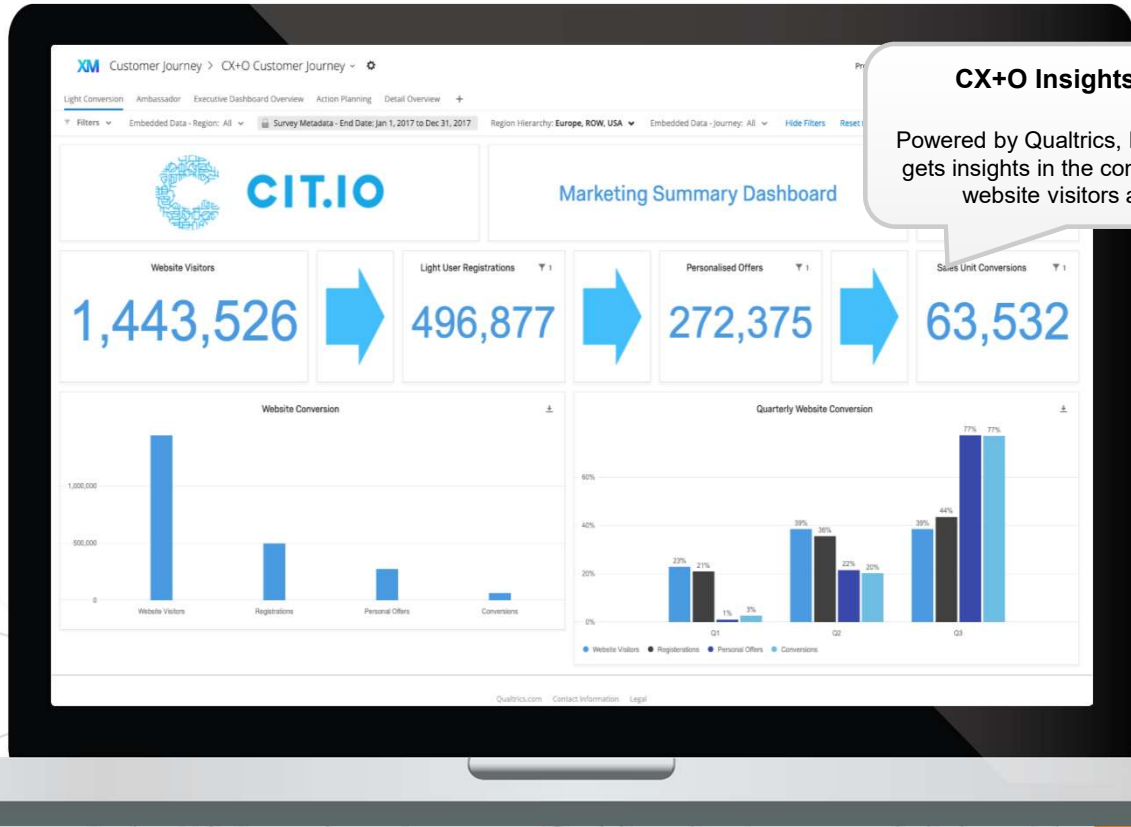 XM Customer Journey > CX+O Customer Journey
CX+O Insights
Light Conversion Ambassador Executive Dashboard Overview Action Planning Detail Overview +
Filters Embedded Data - Region: All Survey Metadata - End Date: Jan 1, 2017 to Dec 31, 2017 Region Hierarchy: Europe, ROW, USA Embedded Data - Journey: All Hide Filters Reset
Powered by Qualtrics,
gets insights in the
website visitors
CIT.IO
Marketing Summary Dashboard
Website Visitors Light User Registrations 1 Personalised Offers 1 Sales Unit Conversions 1
1,443,526 496,877 272,375 63,532
Website Conversion
1,000,000
500,000
0
Website Visitors Registrations Personal Offers Conversions
Quarterly Website Conversion
77% 77%
60%
44%
40% 39% 36% 39%
23% 21% 22% 20%
20%
1% 3%
0%
Q1 Q2 Q3
Website Visitors Registerations Personal Offers Conversions
Qualtrics.com Contact Information Legal